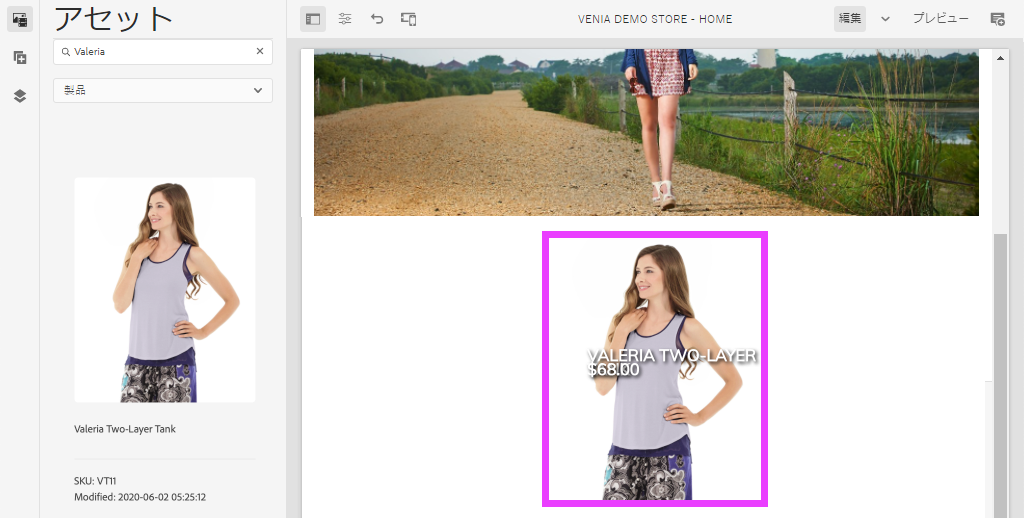 アセット
Valeria
製品
Valeria Two-Layer Tank
SKU: VT11
Modified: 2020-06-02 05:25:12
VENIA DEMO STORE - HOME
編集
プレビュー
VALERIA TWO-LAYER
$68.00